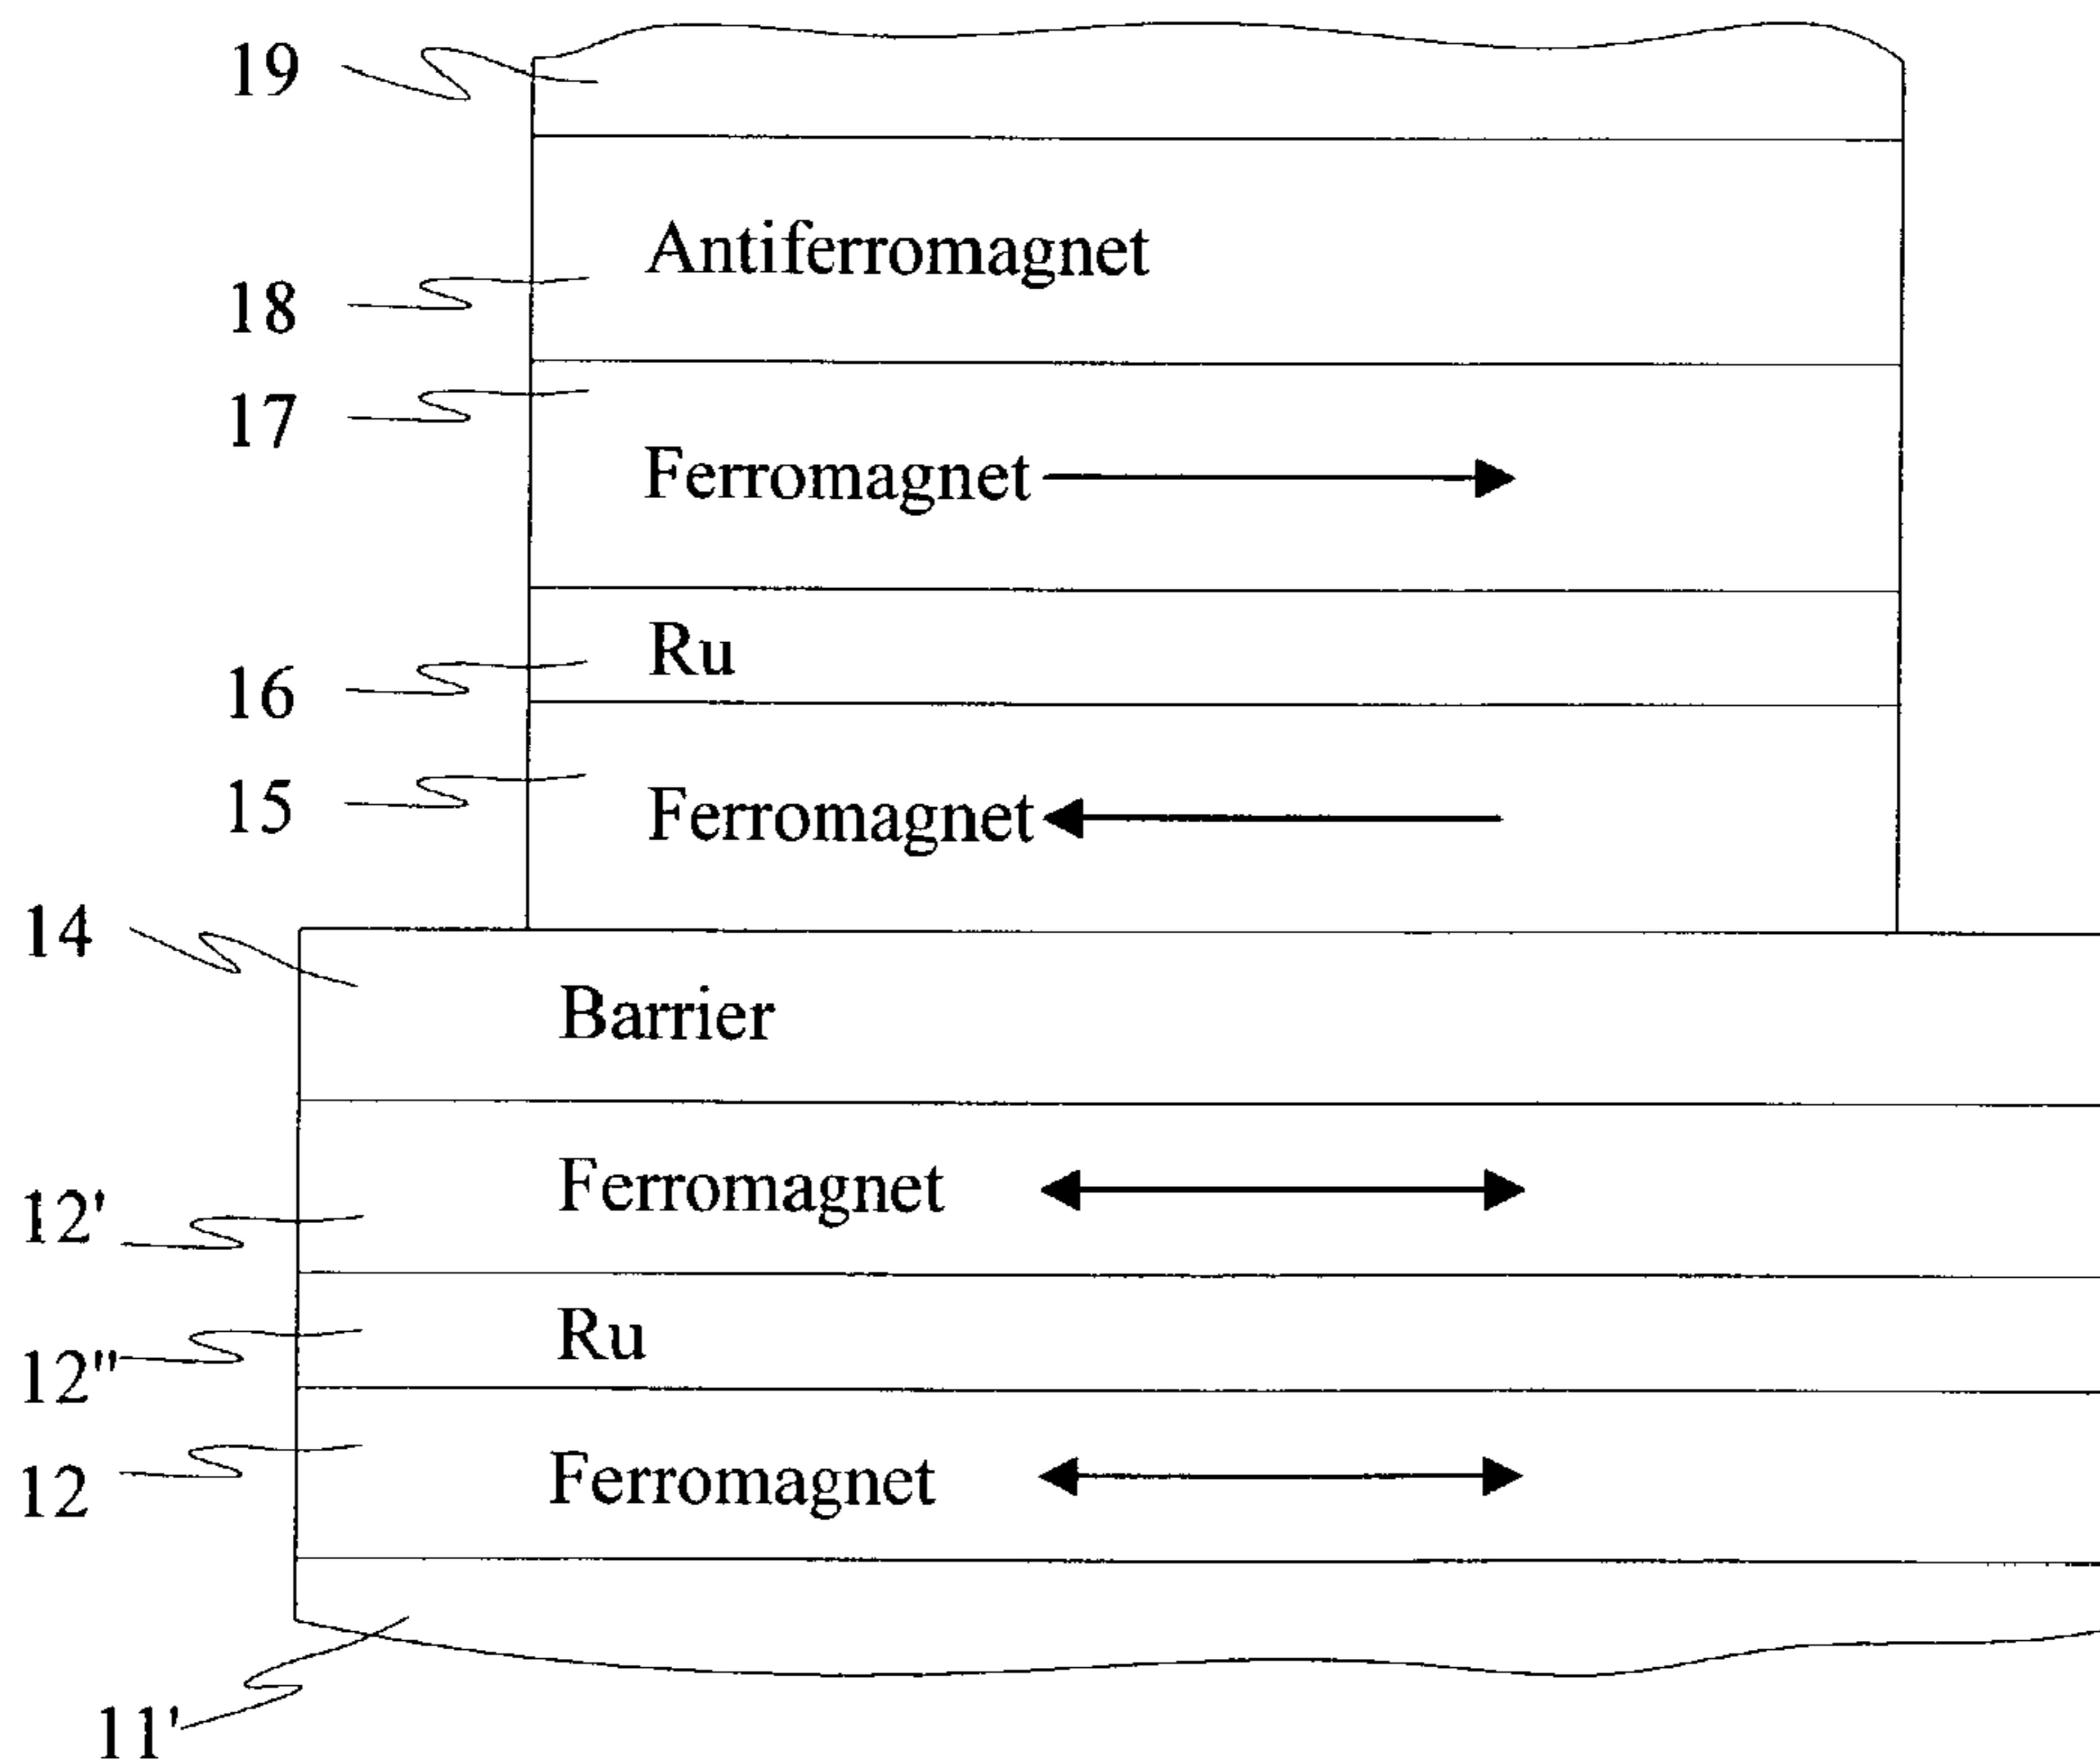 19
Antiferromagnet
18
17
Ferromagnet
Ru
16
15
Ferromagnet
14
Barrier
Ferromagnet
12'
Ru
12"
Ferromagnet
12
11'